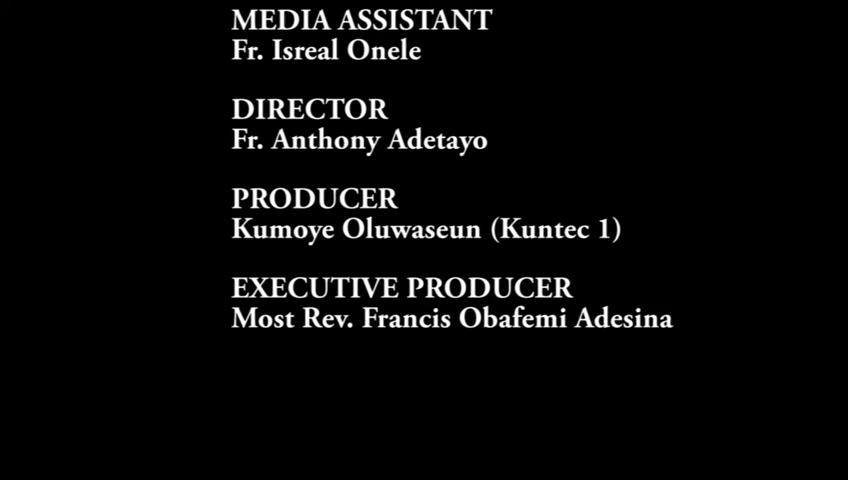 MEDIA ASSISTANT
Fr. Isreal Onele
DIRECTOR
Fr. Anthony Adetayo
PRODUCER
Kumoye Oluwaseun (Kuntec 1)
EXECUTIVE PRODUCER
Most Rev. Francis Obafemi Adesina